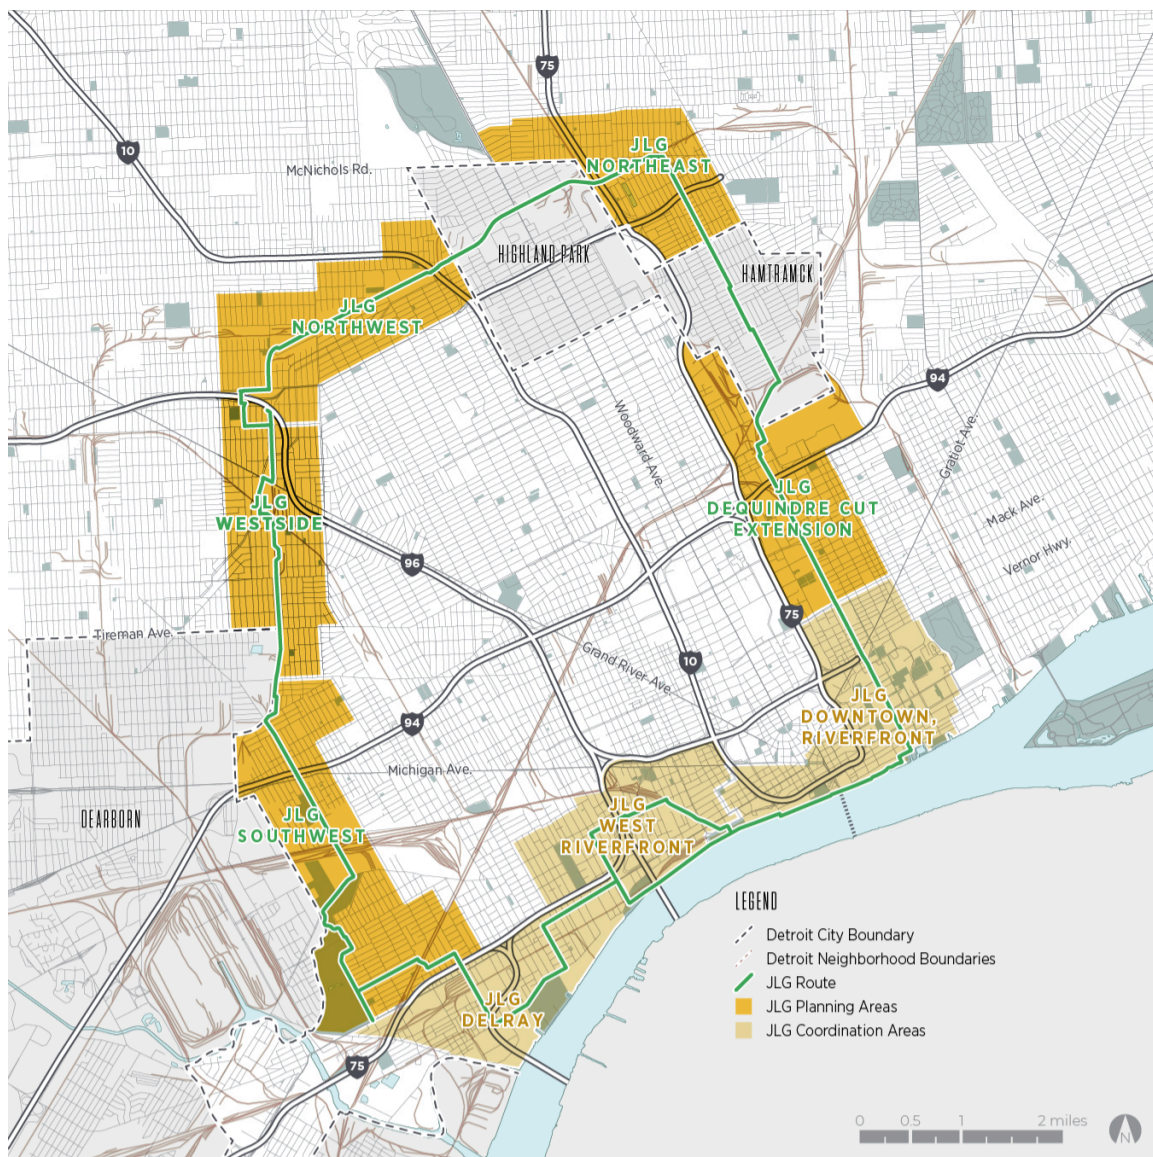 75
10
McNichols Rd.
JLG
NORTHEAST
HIGHLAND PARK
HAMTRAMCK
JLG
NORTHWEST
94
Woodward Ave.
Gratiot Ave.
JLG
WESTSIDE
JLG
DEQUINDRE CUT
EXTENSION
Mack Ave.
Vernor Hwy.
96
75
Tireman Ave.
Grand River Ave.
10
94
JLG
DOWNTOWN,
RIVERFRONT
Michigan Ave.
DEARBORN
JLG
SOUTHWEST
JLG
WEST
RIVERFRONT
JLG
DELRAY
75
LEGEND
Detroit City Boundary
Detroit Neighborhood Boundaries
JLG Route
JLG Planning Areas
JLG Coordination Areas
0 0.5 1 2 miles
N